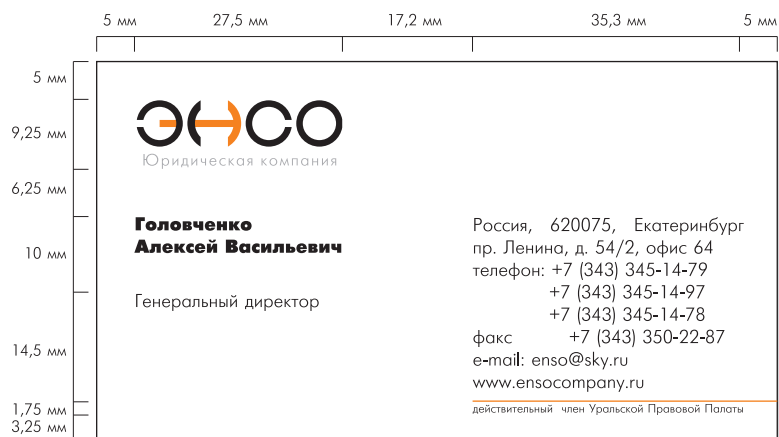 5 мм 27,5 мм 17,2 мм 35,3 мм 5 мм
5 мм
9,25 мм
6,25 мм
10 мм
14,5 мм
1,75 мм
3,25 мм
ЭНСО
Юридическая компания
Головченко
Алексей Васильевич
Генеральный директор
Россия, 620075, Екатеринбург
пр. Ленина, д. 54/2, офис 64
телефон: +7 (343) 345-14-79
+7 (343) 345-14-97
+7 (343) 345-14-78
факс +7 (343) 350-22-87
e-mail: enso@sky.ru
www.ensocompany.ru
действительный член Уральской Правовой Палаты